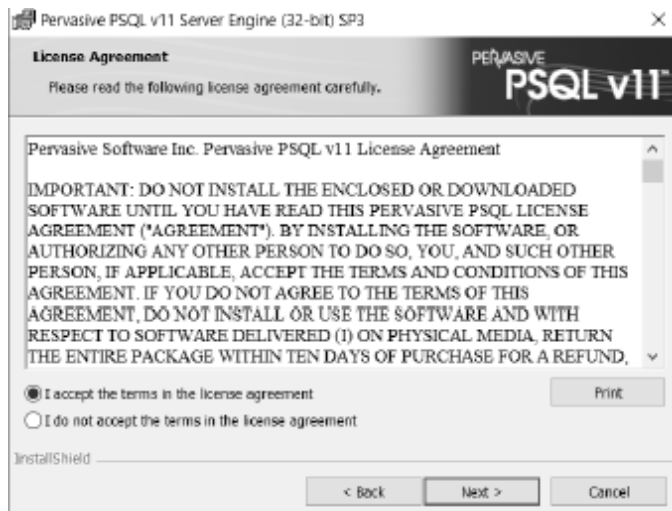 Pervasive PSQL v11 Server Engine (32-bit) SP3
License Agreement
Please read the following license agreement carefully.
PERVASIVE
PSQL v11™
Pervasive Software Inc. Pervasive PSQL v11 License Agreement
IMPORTANT: DO NOT INSTALL THE ENCLOSED OR DOWNLOADED
SOFTWARE UNTIL YOU HAVE READ THIS PERVASIVE PSQL LICENSE
AGREEMENT ("AGREEMENT"). BY INSTALLING THE SOFTWARE, OR
AUTHORIZING ANY OTHER PERSON TO DO SO, YOU, AND SUCH OTHER
PERSON, IF APPLICABLE, ACCEPT THE TERMS AND CONDITIONS OF THIS
AGREEMENT. IF YOU DO NOT AGREE TO THE TERMS OF THIS
AGREEMENT, DO NOT INSTALL OR USE THE SOFTWARE AND WITH
RESPECT TO SOFTWARE DELIVERED (I) ON PHYSICAL MEDIA, RETURN
THE ENTIRE PACKAGE WITHIN TEN DAYS OF PURCHASE FOR A REFUND,
I accept the terms in the license agreement
Print
I do not accept the terms in the license agreement
InstallShield
< Back Next > Cancel